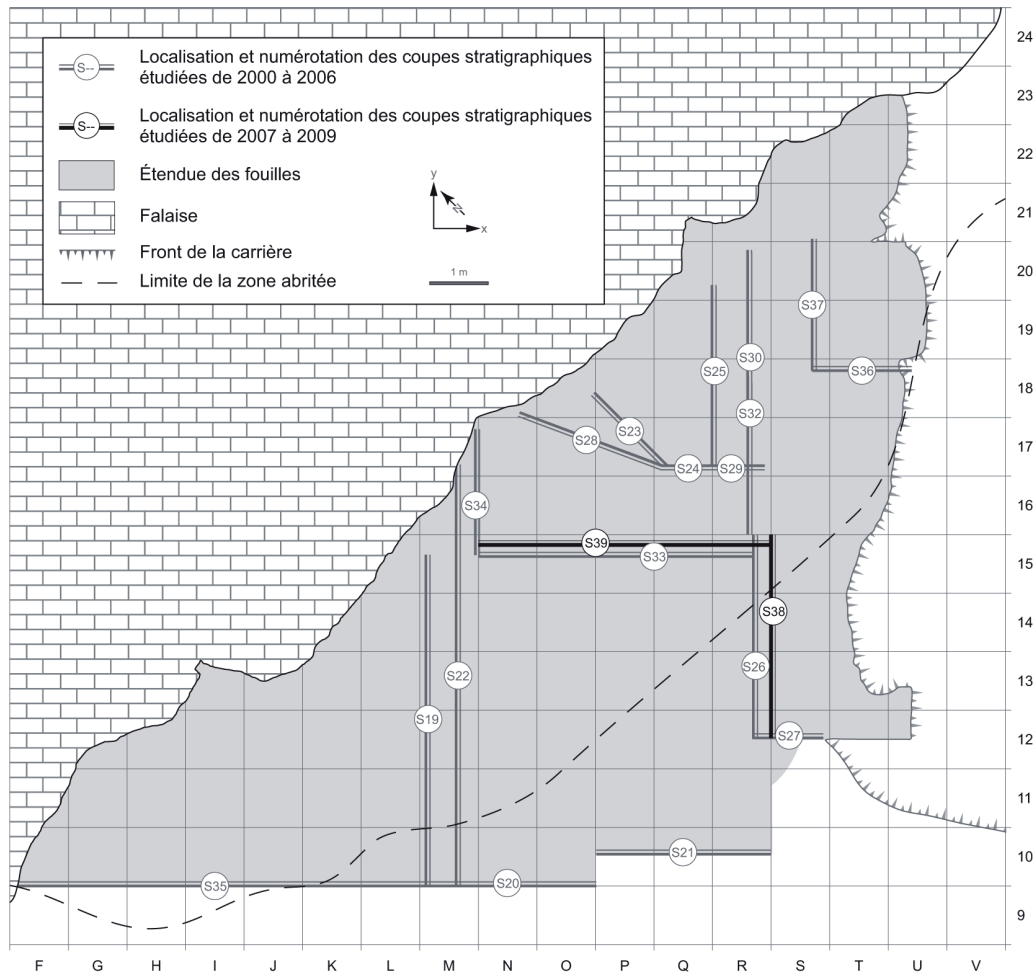 S--
Localisation et numérotation des coupes stratigraphiques
étudiées de 2000 à 2006
S--
Localisation et numérotation des coupes stratigraphiques
étudiées de 2007 à 2009
Étendue des fouilles
Falaise
Front de la carrière
Limite de la zone abritée
y
N
x
1 m
24
23
22
21
20
19
18
17
16
15
14
13
12
11
10
9
S37
S30
S25
S36
S32
S23
S28
S24
S29
S34
S39
S33
S38
S26
S22
S19
S27
S21
S35
S20
F G H I J K L M N O P Q R S T U V